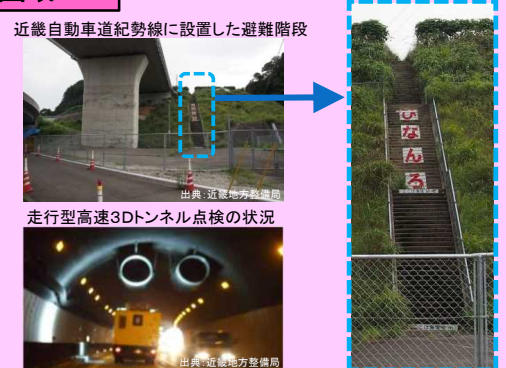 近畿自動車道紀勢線に設置した避難階段
出典:近畿地方整備局
走行型高速3Dトンネル点検の状況
出典:近畿地方整備局
ひ
な
ん
ろ